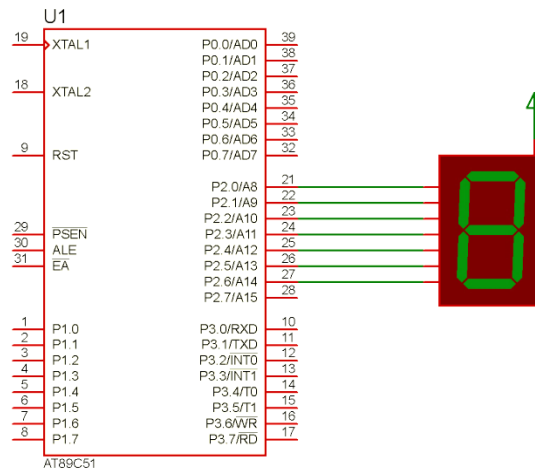 U1
19 XTAL1 P0.0/AD0 39
P0.1/AD1 38
P0.2/AD2 37
18 XTAL2 P0.3/AD3 36
P0.4/AD4 35
P0.5/AD5 34
P0.6/AD6 33
9 RST P0.7/AD7 32
P2.0/A8 21
P2.1/A9 22
P2.2/A10 23
29 PSEN P2.3/A11 24
30 ALE P2.4/A12 25
31 EA P2.5/A13 26
P2.6/A14 27
P2.7/A15 28
1 P1.0 P3.0/RXD 10
2 P1.1 P3.1/TXD 11
3 P1.2 P3.2/INT0 12
4 P1.3 P3.3/INT1 13
5 P1.4 P3.4/T0 14
6 P1.5 P3.5/T1 15
7 P1.6 P3.6/WR 16
8 P1.7 P3.7/RD 17
AT89C51